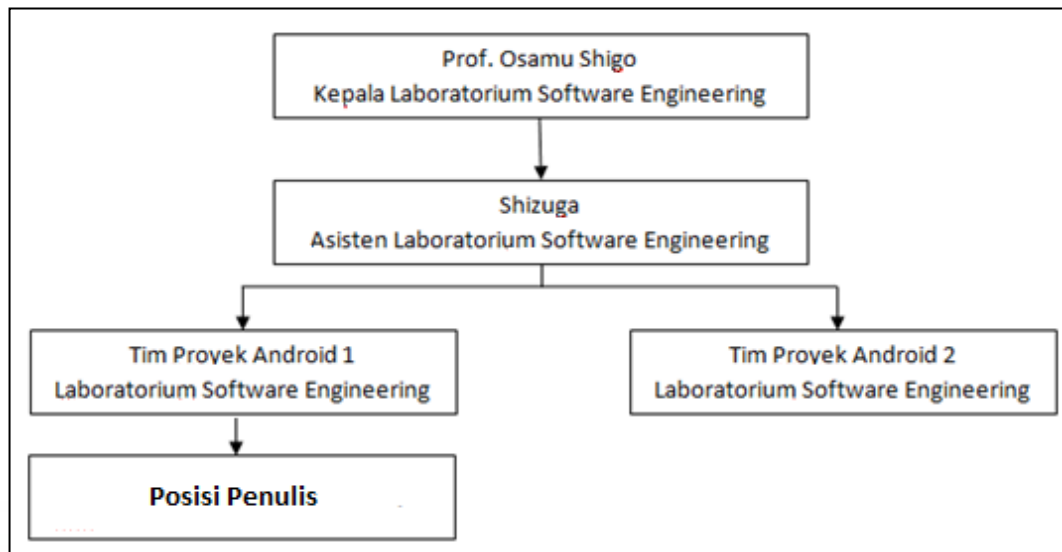 Prof. Osamu Shigo
Kepala Laboratorium Software Engineering
Shizuga
Asisten Laboratorium Software Engineering
Tim Proyek Android 1
Laboratorium Software Engineering
Tim Proyek Android 2
Laboratorium Software Engineering
Posisi Penulis